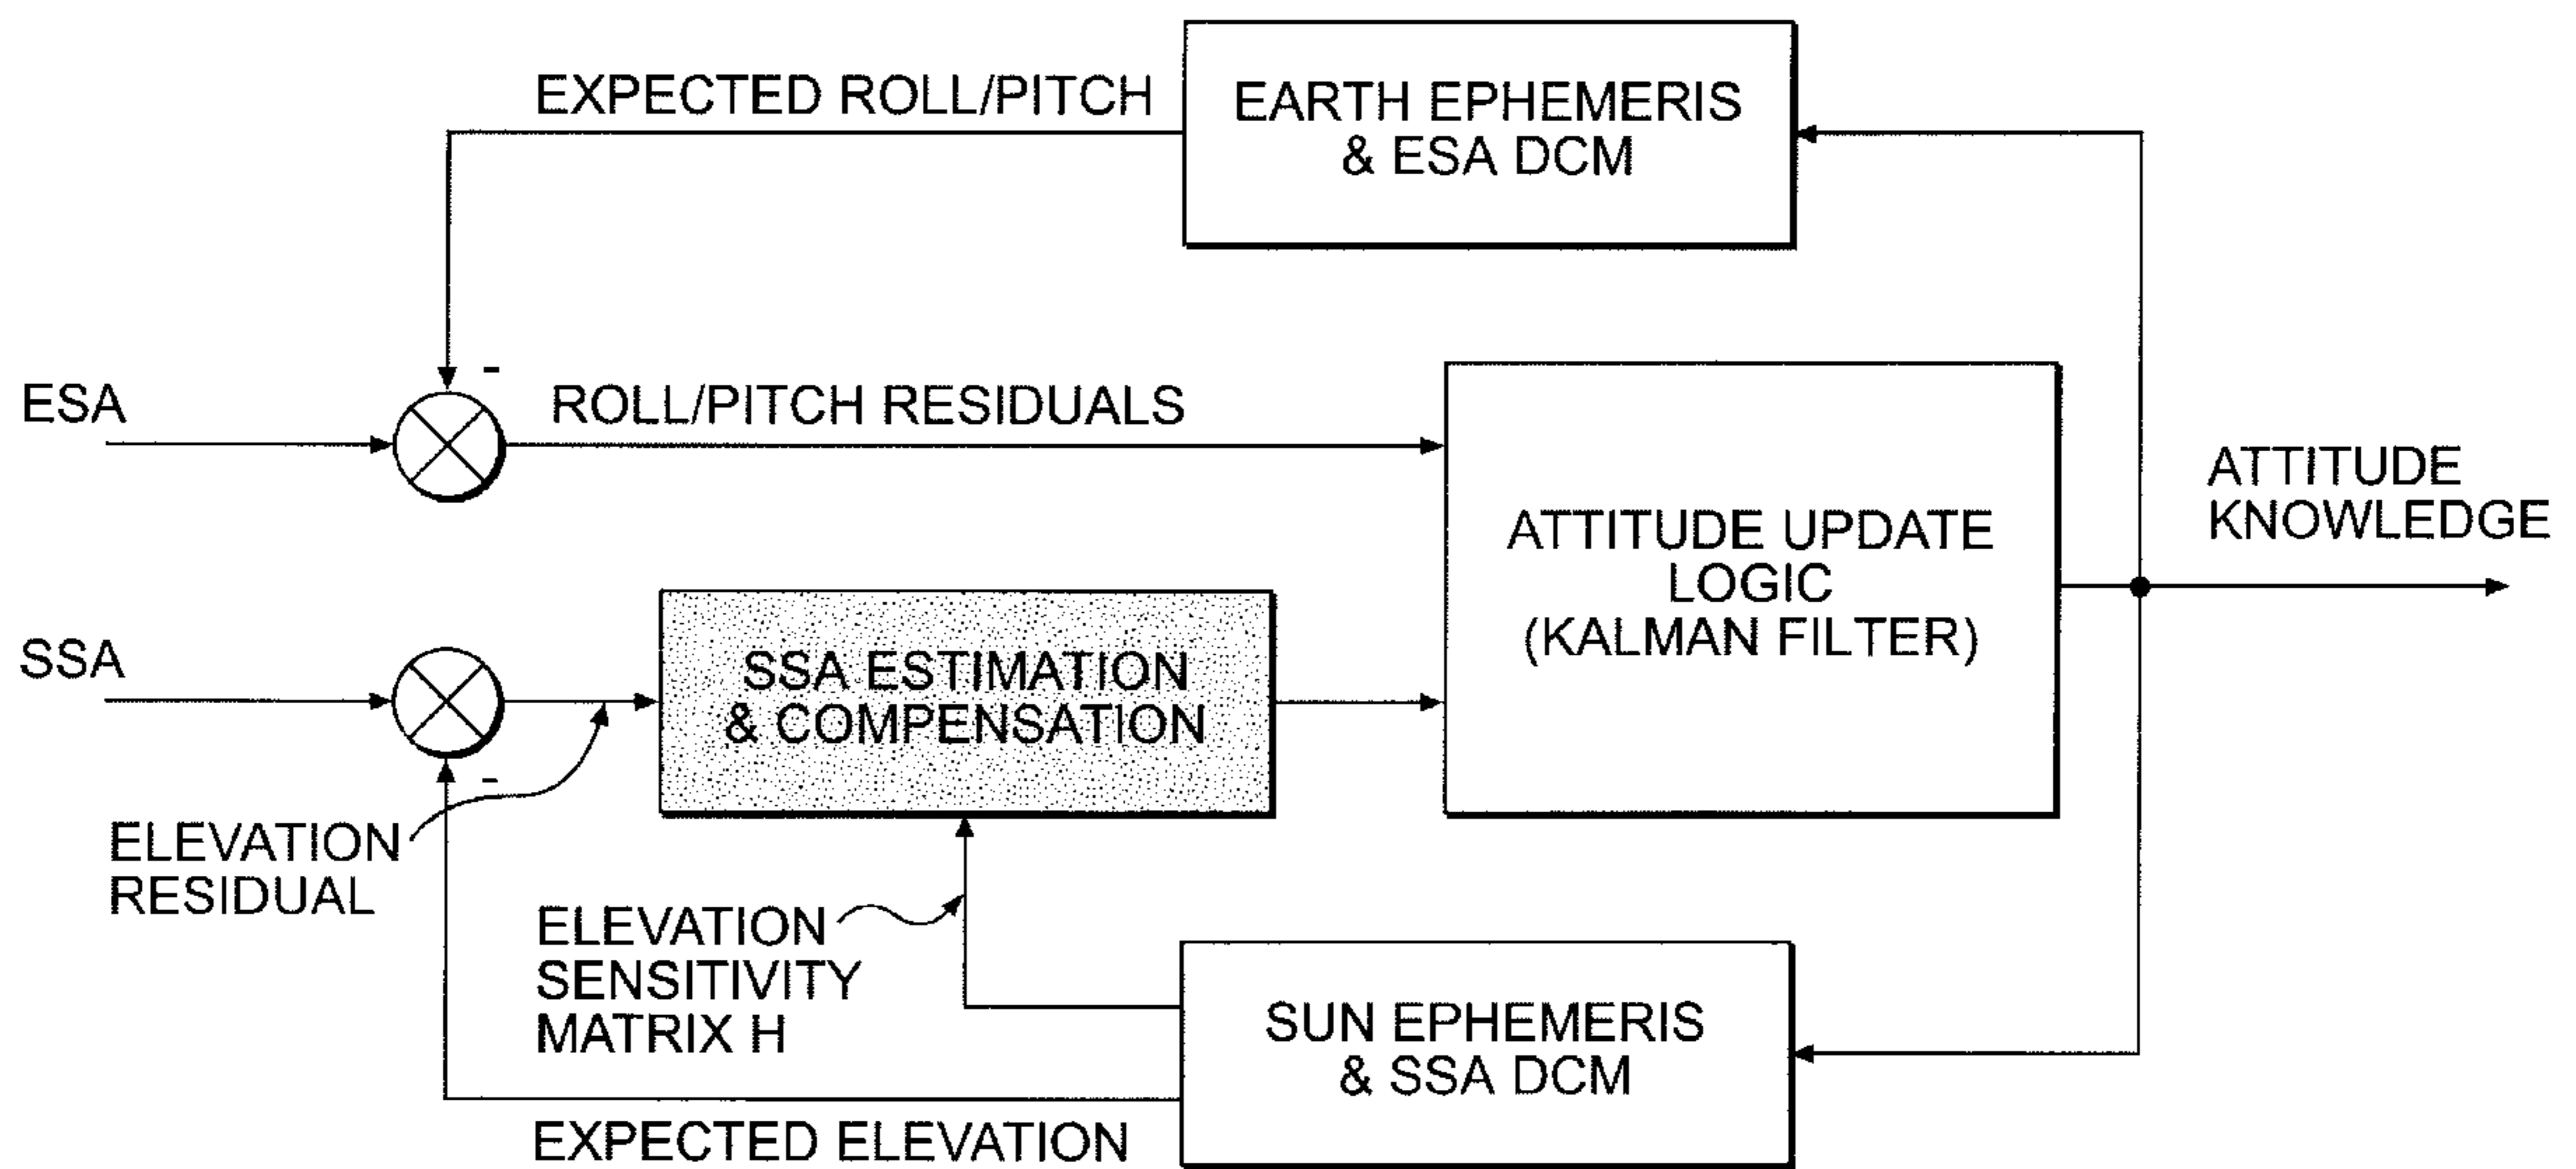 EXPECTED ROLL/PITCH
EARTH EPHEMERIS
& ESA DCM
ESA
-
ROLL/PITCH RESIDUALS
ATTITUDE UPDATE
LOGIC
(KALMAN FILTER)
ATTITUDE
KNOWLEDGE
SSA
-
SSA ESTIMATION
& COMPENSATION
ELEVATION
RESIDUAL
ELEVATION
SENSITIVITY
MATRIX H
SUN EPHEMERIS
& SSA DCM
EXPECTED ELEVATION